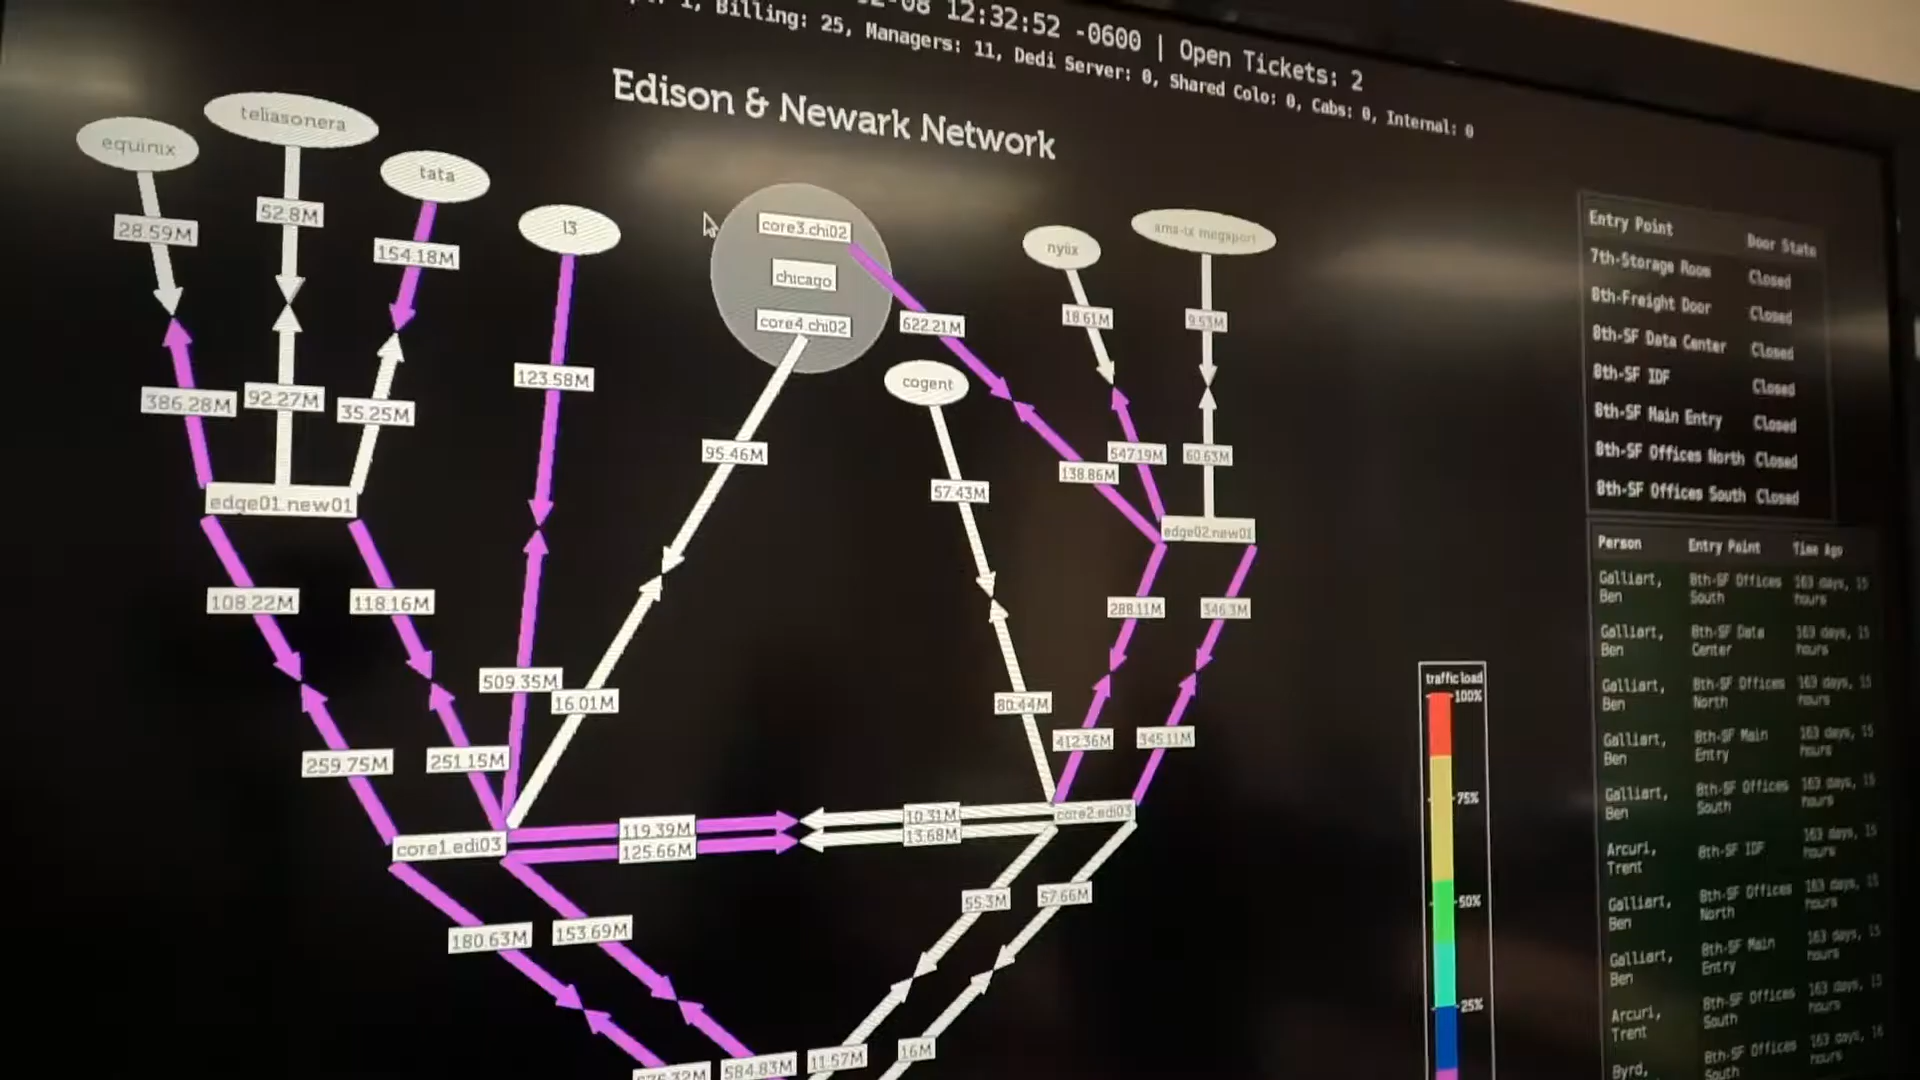 -08 12:32:52 -0600 | Open Tickets: 2
1, Billing: 25, Managers: 11, Dedi Server: 0, Shared Colo: 0, Cabs: 0, Internal: 0
Edison & Newark Network
equinix
teliasonera
tata
l3
core3.chi02
chicago
core4.chi02
cogent
nyiix
ams-ix megaport
28.59M
52.8M
154.18M
123.58M
622.21M
18.61M
9.53M
386.28M
92.27M
35.25M
95.46M
57.43M
138.86M
547.19M
60.63M
edge01.new01
edge02.new01
108.22M
118.16M
288.11M
346.3M
509.35M
16.01M
80.44M
412.36M
345.11M
259.75M
251.15M
core1.edi03
119.39M
125.66M
10.31M
13.68M
core2.edi03
180.63M
153.69M
55.3M
57.66M
584.83M
11.57M
16M
traffic load
100%
75%
50%
25%
Entry Point Door State
7th-Storage Room Closed
8th-Freight Door Closed
8th-SF Data Center Closed
8th-SF IDF Closed
8th-SF Main Entry Closed
8th-SF Offices North Closed
8th-SF Offices South Closed
Person Entry Point Time Ago
Galliart, 8th-SF Offices 163 days, 15
Ben South hours
Galliart, 8th-SF Data 163 days, 15
Ben Center hours
Galliart, 8th-SF Offices 163 days, 15
Ben North hours
Galliart, 8th-SF Main 163 days, 15
Ben Entry hours
Galliart, 8th-SF Offices 163 days, 15
Ben South hours
Arcuri, 8th-SF IDF 163 days, 15
Trent hours
Galliart, 8th-SF Offices 163 days, 15
Ben North hours
Galliart, 8th-SF Main 163 days, 15
Ben Entry hours
Arcuri, 8th-SF Offices 163 days, 15
Trent South hours
Byrd, 8th-SF Offices 163 days, 16
South hours